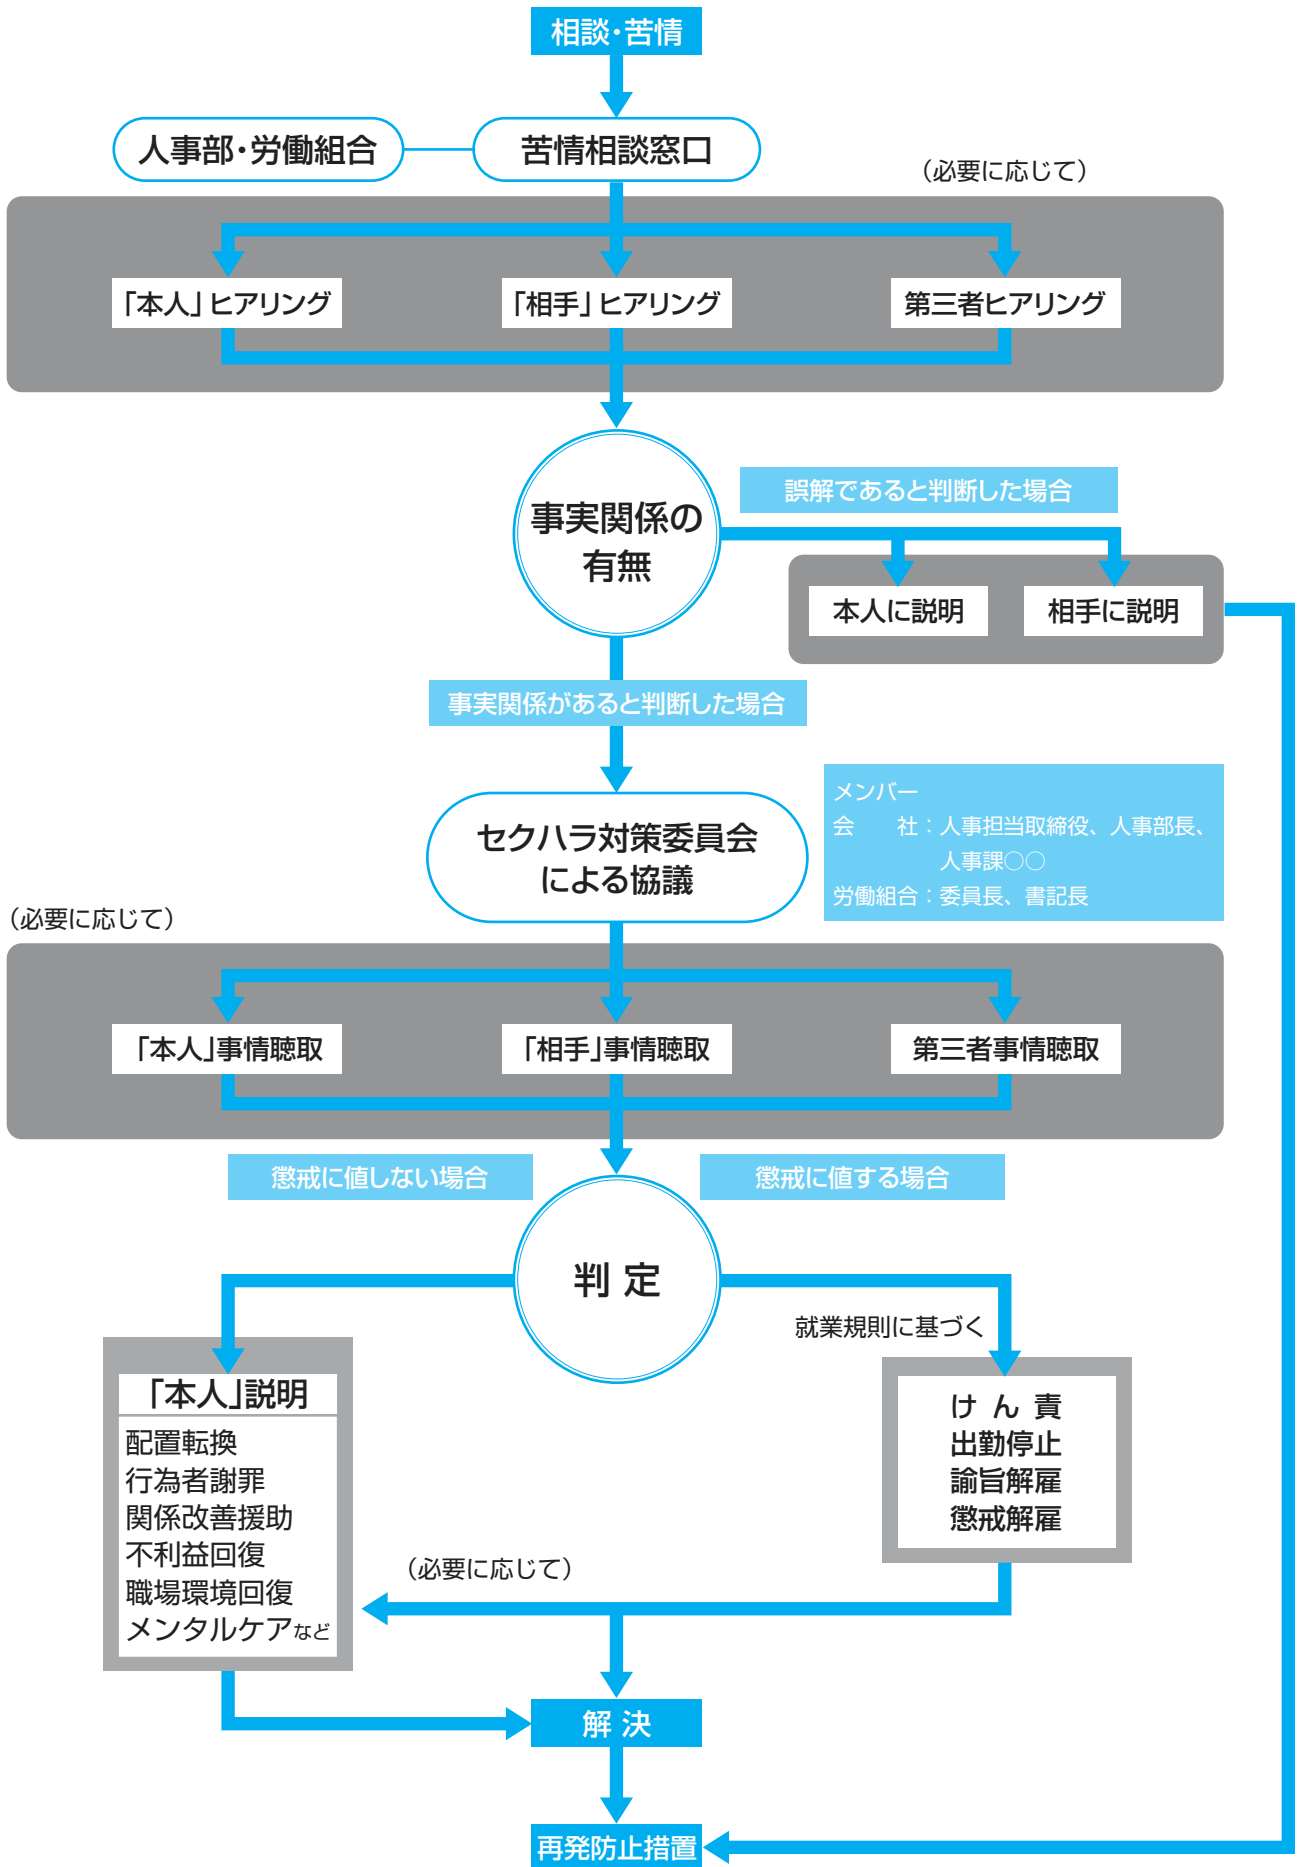 相談・苦情
人事部・労働組合
苦情相談窓口
（必要に応じて）
「本人」ヒアリング
「相手」ヒアリング
第三者ヒアリング
事実関係の
有無
誤解であると判断した場合
本人に説明
相手に説明
事実関係があると判断した場合
セクハラ対策委員会
による協議
メンバー
会　　社：人事担当取締役、人事部長、
人事課○○
労働組合：委員長、書記長
（必要に応じて）
「本人」事情聴取
「相手」事情聴取
第三者事情聴取
懲戒に値しない場合
懲戒に値する場合
判 定
就業規則に基づく
「本人」説明
配置転換
行為者謝罪
関係改善援助
不利益回復
職場環境回復
メンタルケアなど
け ん 責
出勤停止
諭旨解雇
懲戒解雇
（必要に応じて）
解 決
再発防止措置